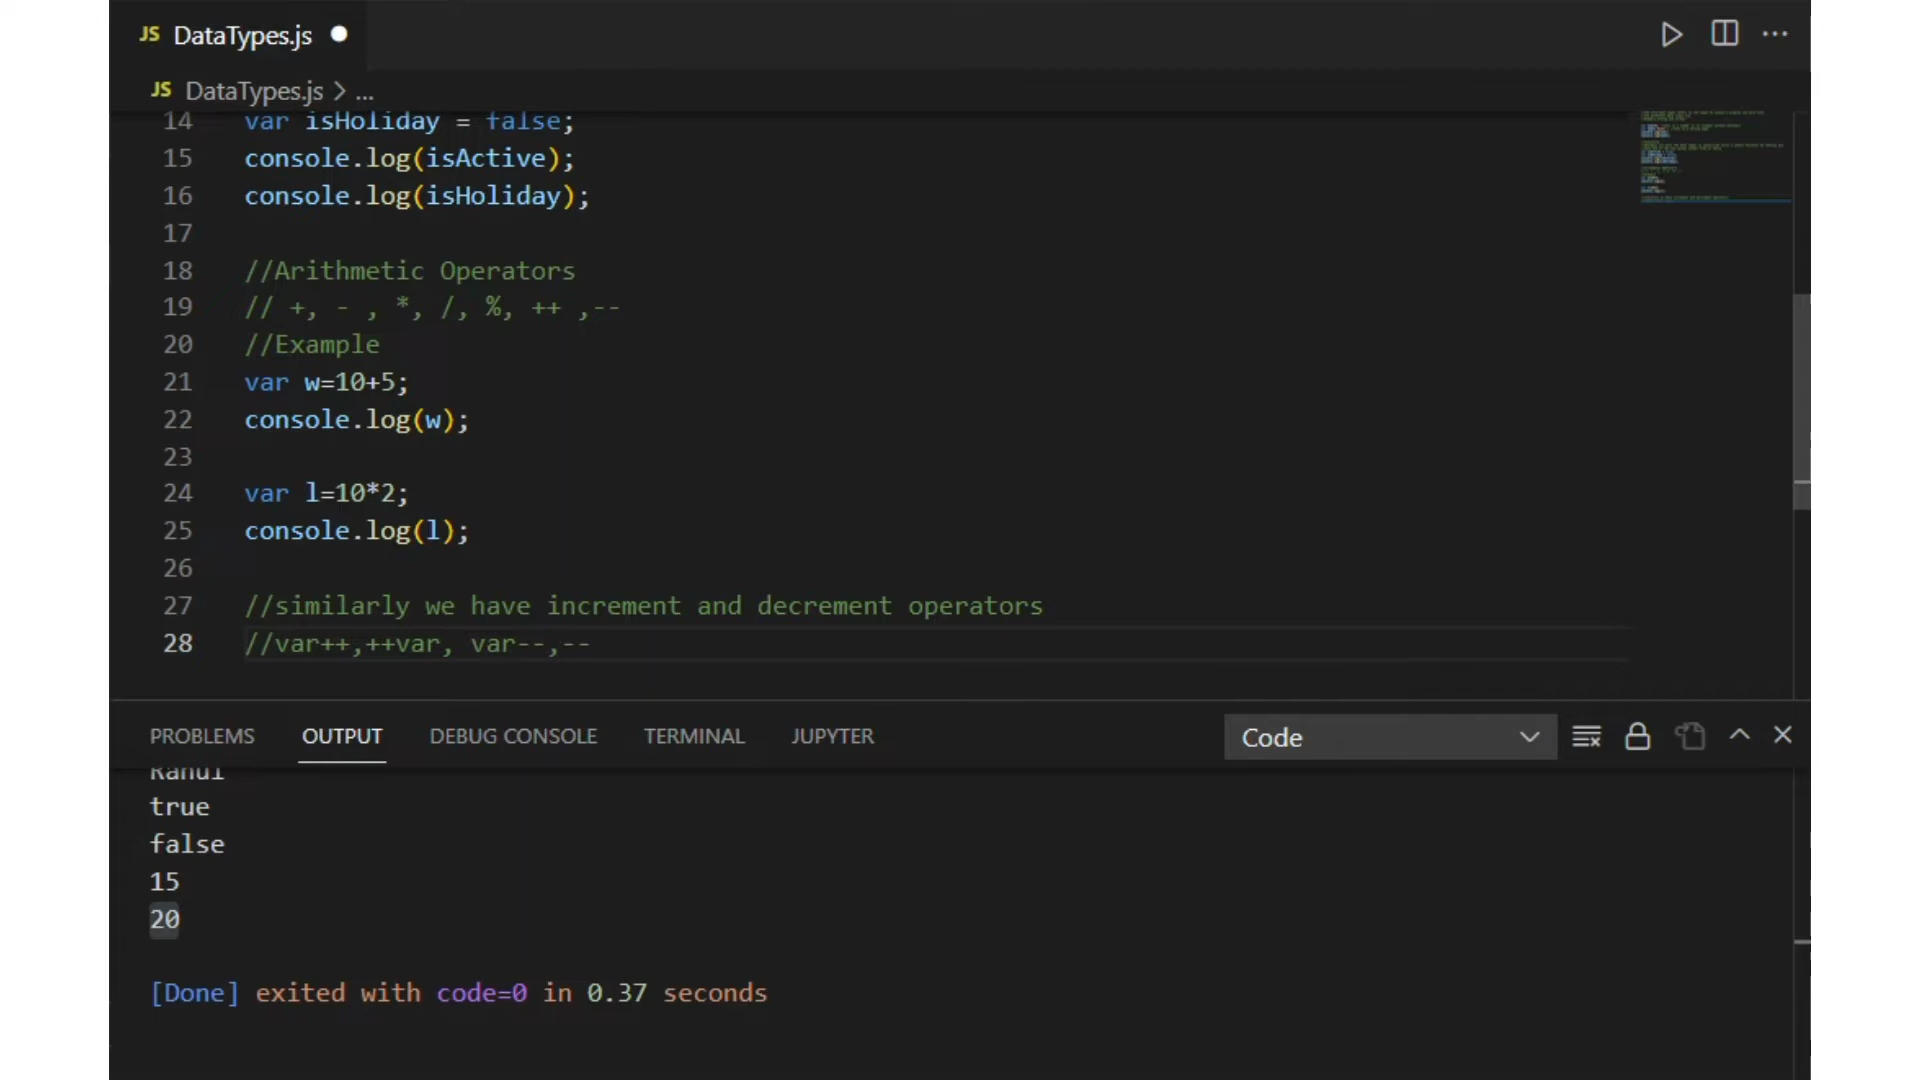 JS DataTypes.js
JS DataTypes.js > ...
14 var isHoliday = false;
15 console.log(isActive);
16 console.log(isHoliday);
17
18 //Arithmetic Operators
19 // +, - , *, /, %, ++ ,--
20 //Example
21 var w=10+5;
22 console.log(w);
23
24 var l=10*2;
25 console.log(l);
26
27 //similarly we have increment and decrement operators
28 //var++,++var, var--,--
PROBLEMS OUTPUT DEBUG CONSOLE TERMINAL JUPYTER Code
Rahul
true
false
15
20
[Done] exited with code=0 in 0.37 seconds